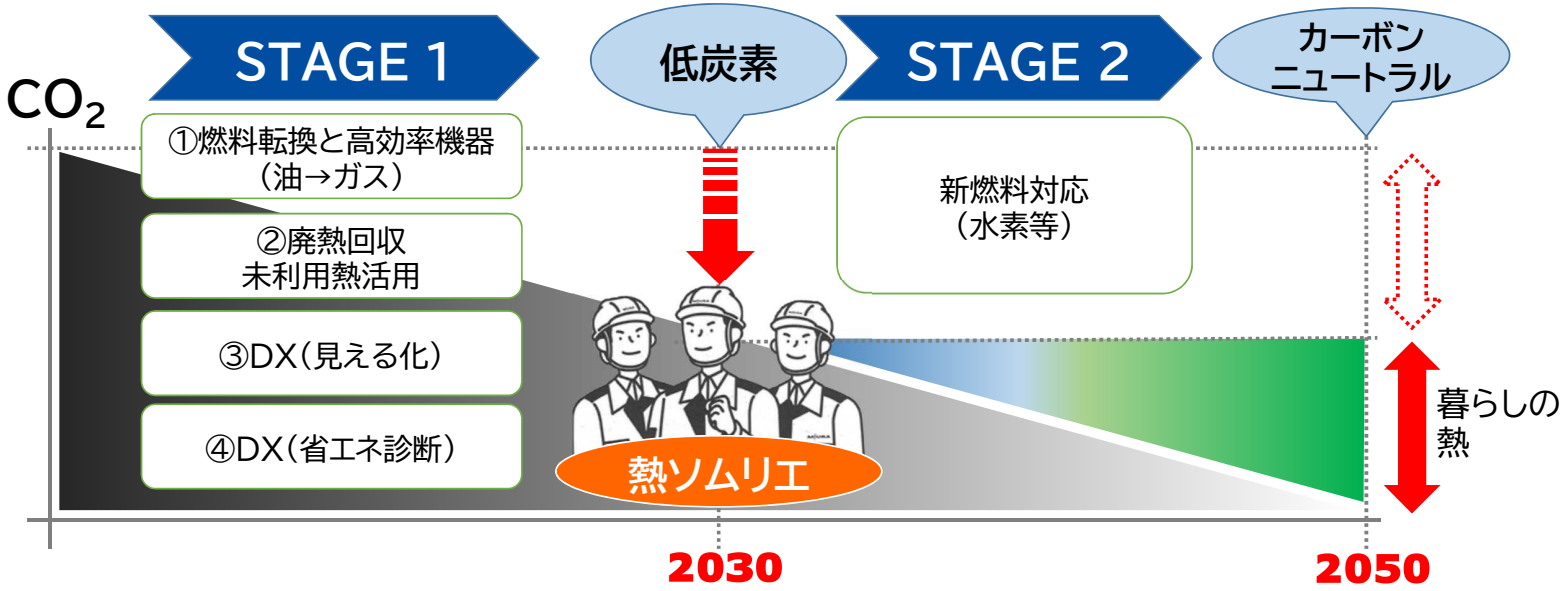 STAGE 1
低炭素
STAGE 2
カーボン
ニュートラル
CO₂
①燃料転換と高効率機器
(油→ガス)
②廃熱回収
未利用熱活用
③DX(見える化)
④DX(省エネ診断)
新燃料対応
(水素等)
MIURA
熱ソムリエ
暮らしの
熱
2030
2050